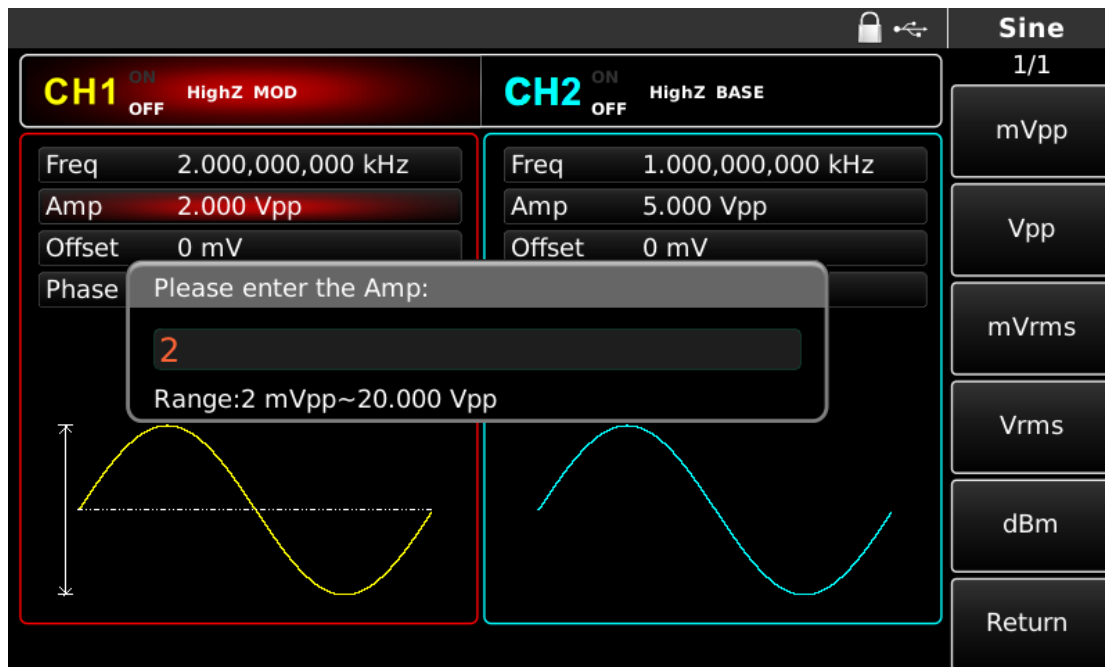 Sine
1/1
CH1 ON OFF HighZ MOD
CH2 ON OFF HighZ BASE
Freq 2.000,000,000 kHz
Amp 2.000 Vpp
Offset 0 mV
Phase
Freq 1.000,000,000 kHz
Amp 5.000 Vpp
Offset 0 mV
Please enter the Amp:
2
Range:2 mVpp~20.000 Vpp
mVpp
Vpp
mVrms
Vrms
dBm
Return